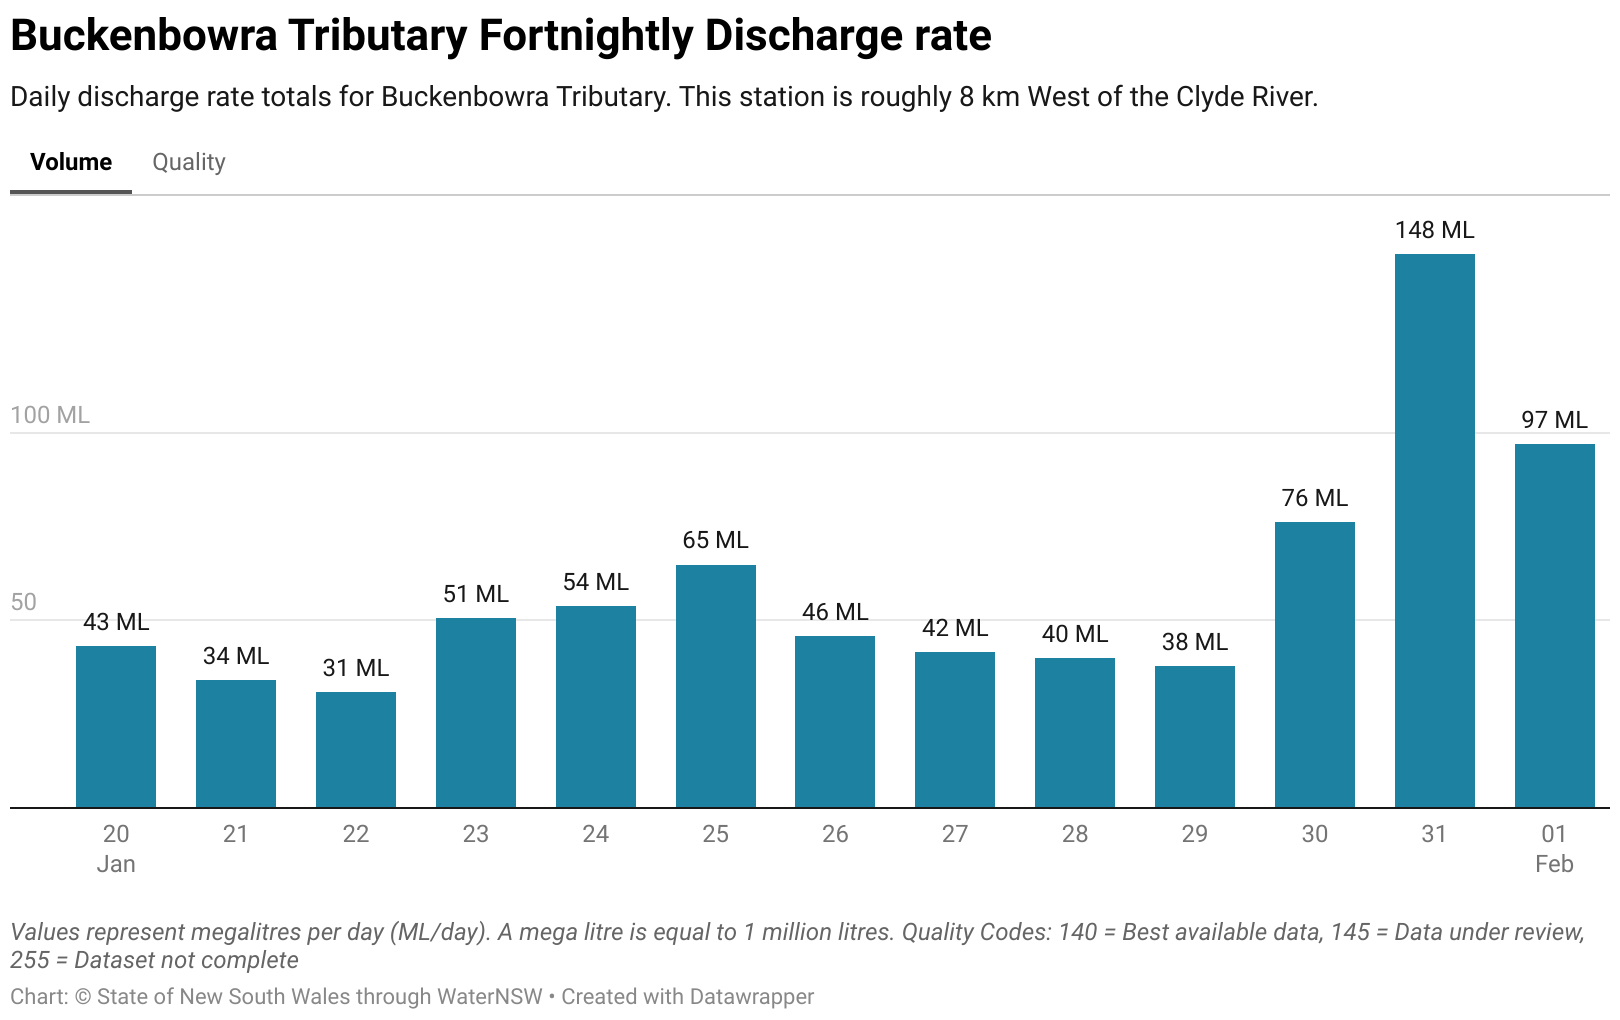 Buckenbowra Tributary Fortnightly Discharge rate
Daily discharge rate totals for Buckenbowra Tributary. This station is roughly 8 km West of the Clyde River.
Volume Quality
148 ML
100 ML
97 ML
76 ML
65 ML
54 ML
51 ML
50
46 ML
43 ML
42 ML
40 ML
38 ML
34 ML
31 ML
20 21 22 23 24 25 26 27 28 29 30 31 01
Jan Feb
Values represent megalitres per day (ML/day). A mega litre is equal to 1 million litres. Quality Codes: 140 = Best available data, 145 = Data under review,
255 = Dataset not complete
Chart: © State of New South Wales through WaterNSW • Created with Datawrapper